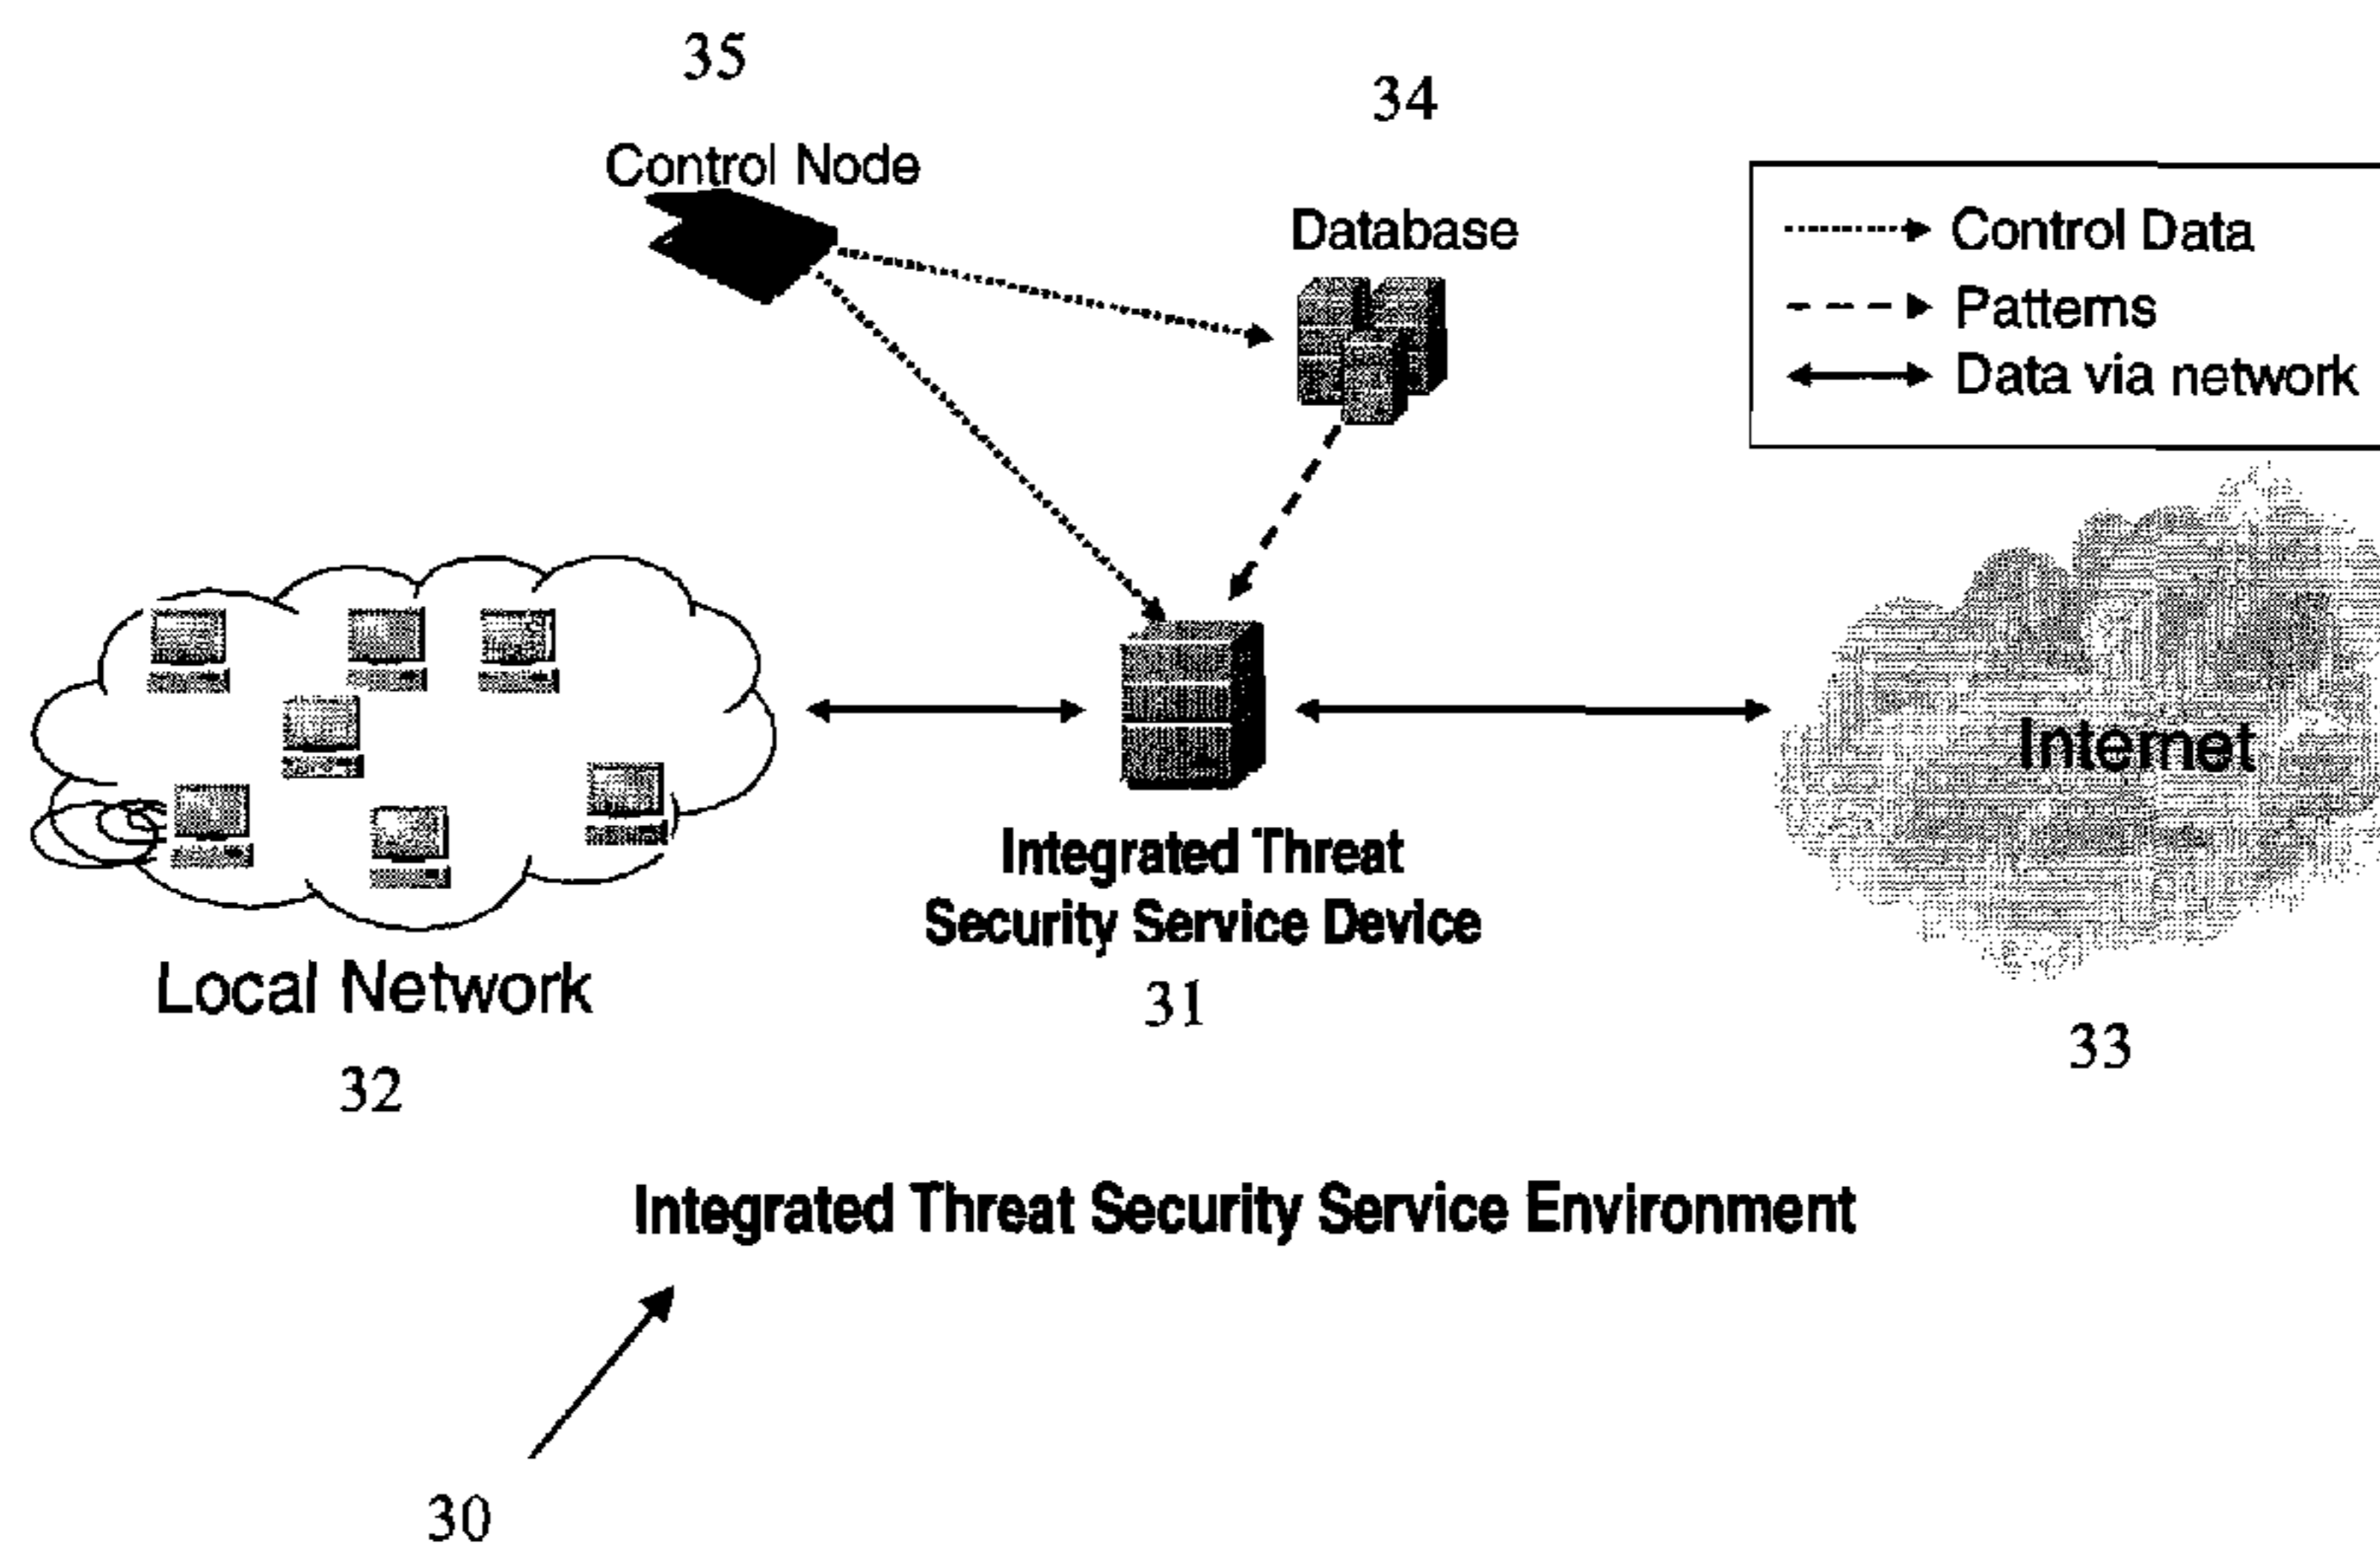 35
34
Control Node
Database
Control Data
Patterns
Data via network
Internet
Integrated Threat
Security Service Device
Local Network
31
33
32
Integrated Threat Security Service Environment
30